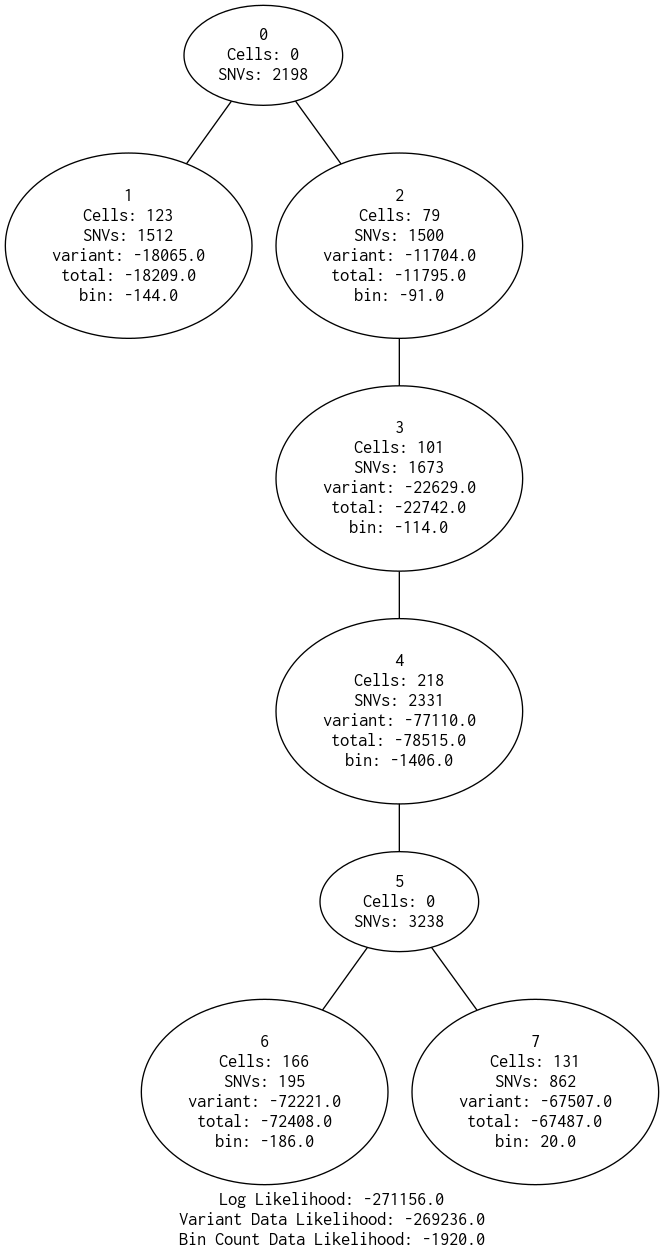 0
Cells: 0
SNVs: 2198
1
Cells: 123
SNVs: 1512
variant: -18065.0
total: -18209.0
bin: -144.0
2
Cells: 79
SNVs: 1500
variant: -11704.0
total: -11795.0
bin: -91.0
3
Cells: 101
SNVs: 1673
variant: -22629.0
total: -22742.0
bin: -114.0
4
Cells: 218
SNVs: 2331
variant: -77110.0
total: -78515.0
bin: -1406.0
5
Cells: 0
SNVs: 3238
6
Cells: 166
SNVs: 195
variant: -72221.0
total: -72408.0
bin: -186.0
7
Cells: 131
SNVs: 862
variant: -67507.0
total: -67487.0
bin: 20.0
Log Likelihood: -271156.0
Variant Data Likelihood: -269236.0
Bin Count Data Likelihood: -1920.0